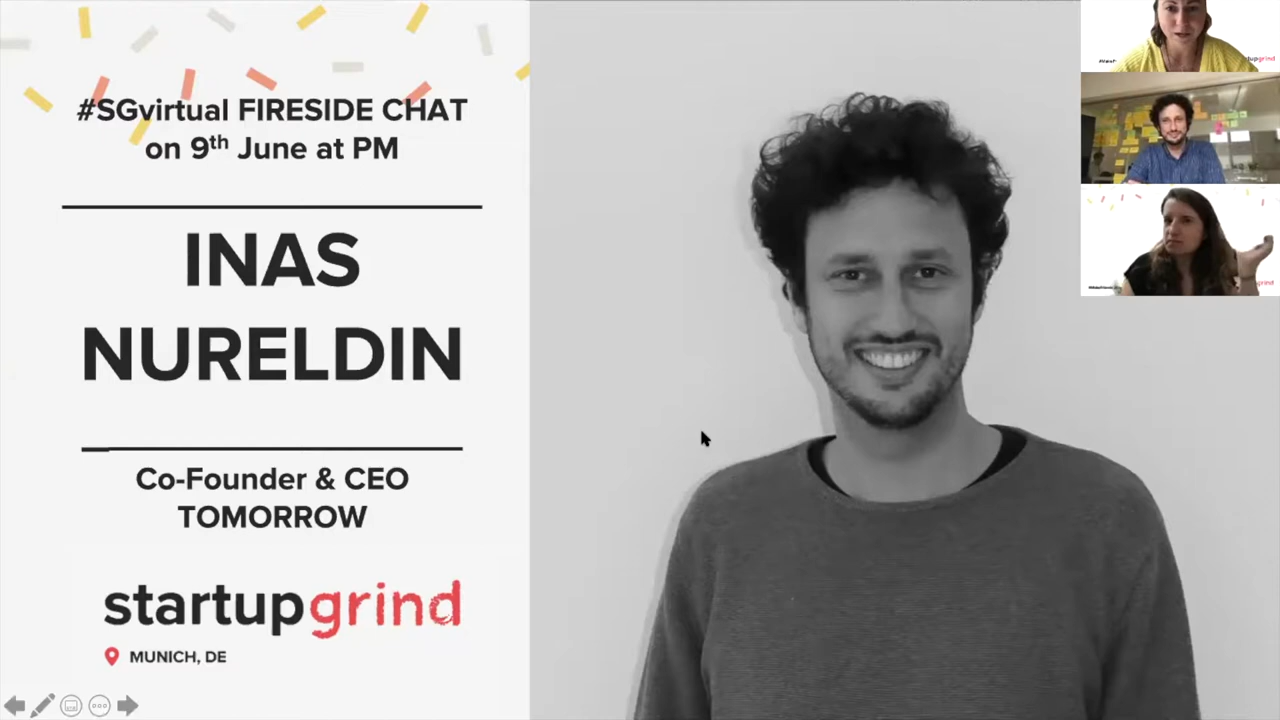 #SGvirtual FIRESIDE CHAT
on 9th June at PM
INAS
NURELDIN
Co-Founder & CEO
TOMORROW
startupgrind
MUNICH, DE